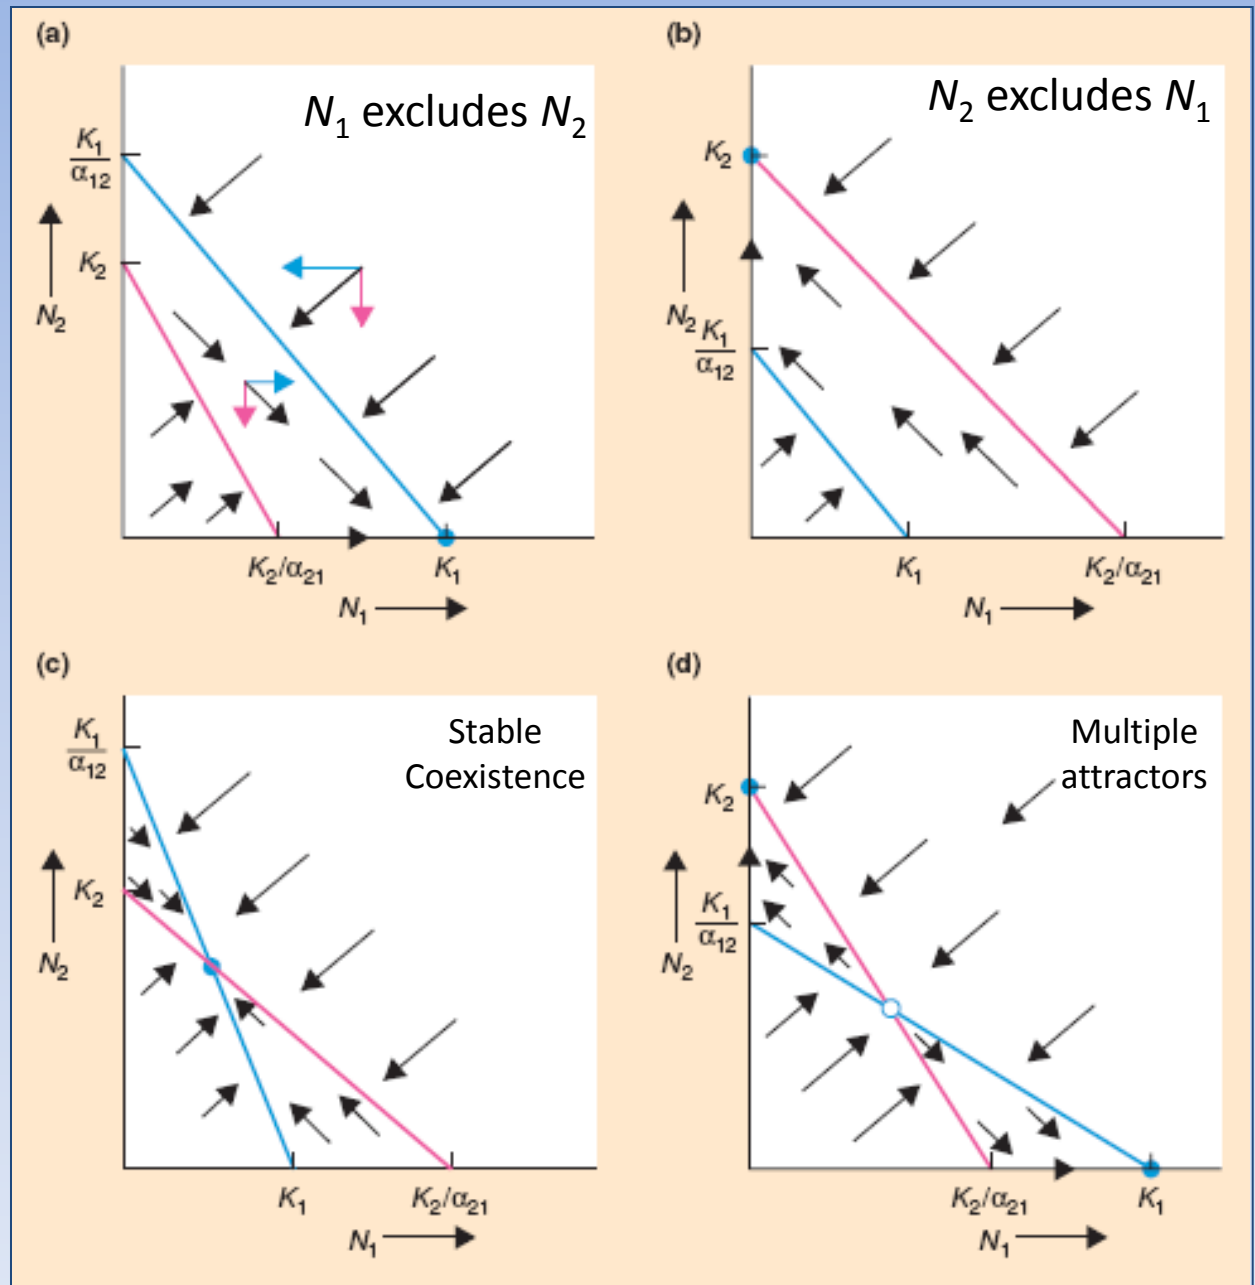 (a)
N₁ excludes N₂
K₁
α₁₂
K₂
N₂
K₂/α₂₁
K₁
N₁
(b)
N₂ excludes N₁
K₂
N₂
K₁
α₁₂
K₁
K₂/α₂₁
N₁
(c)
Stable
Coexistence
K₁
α₁₂
K₂
N₂
K₁
K₂/α₂₁
N₁
(d)
Multiple
attractors
K₂
K₁
α₁₂
N₂
K₂/α₂₁
K₁
N₁